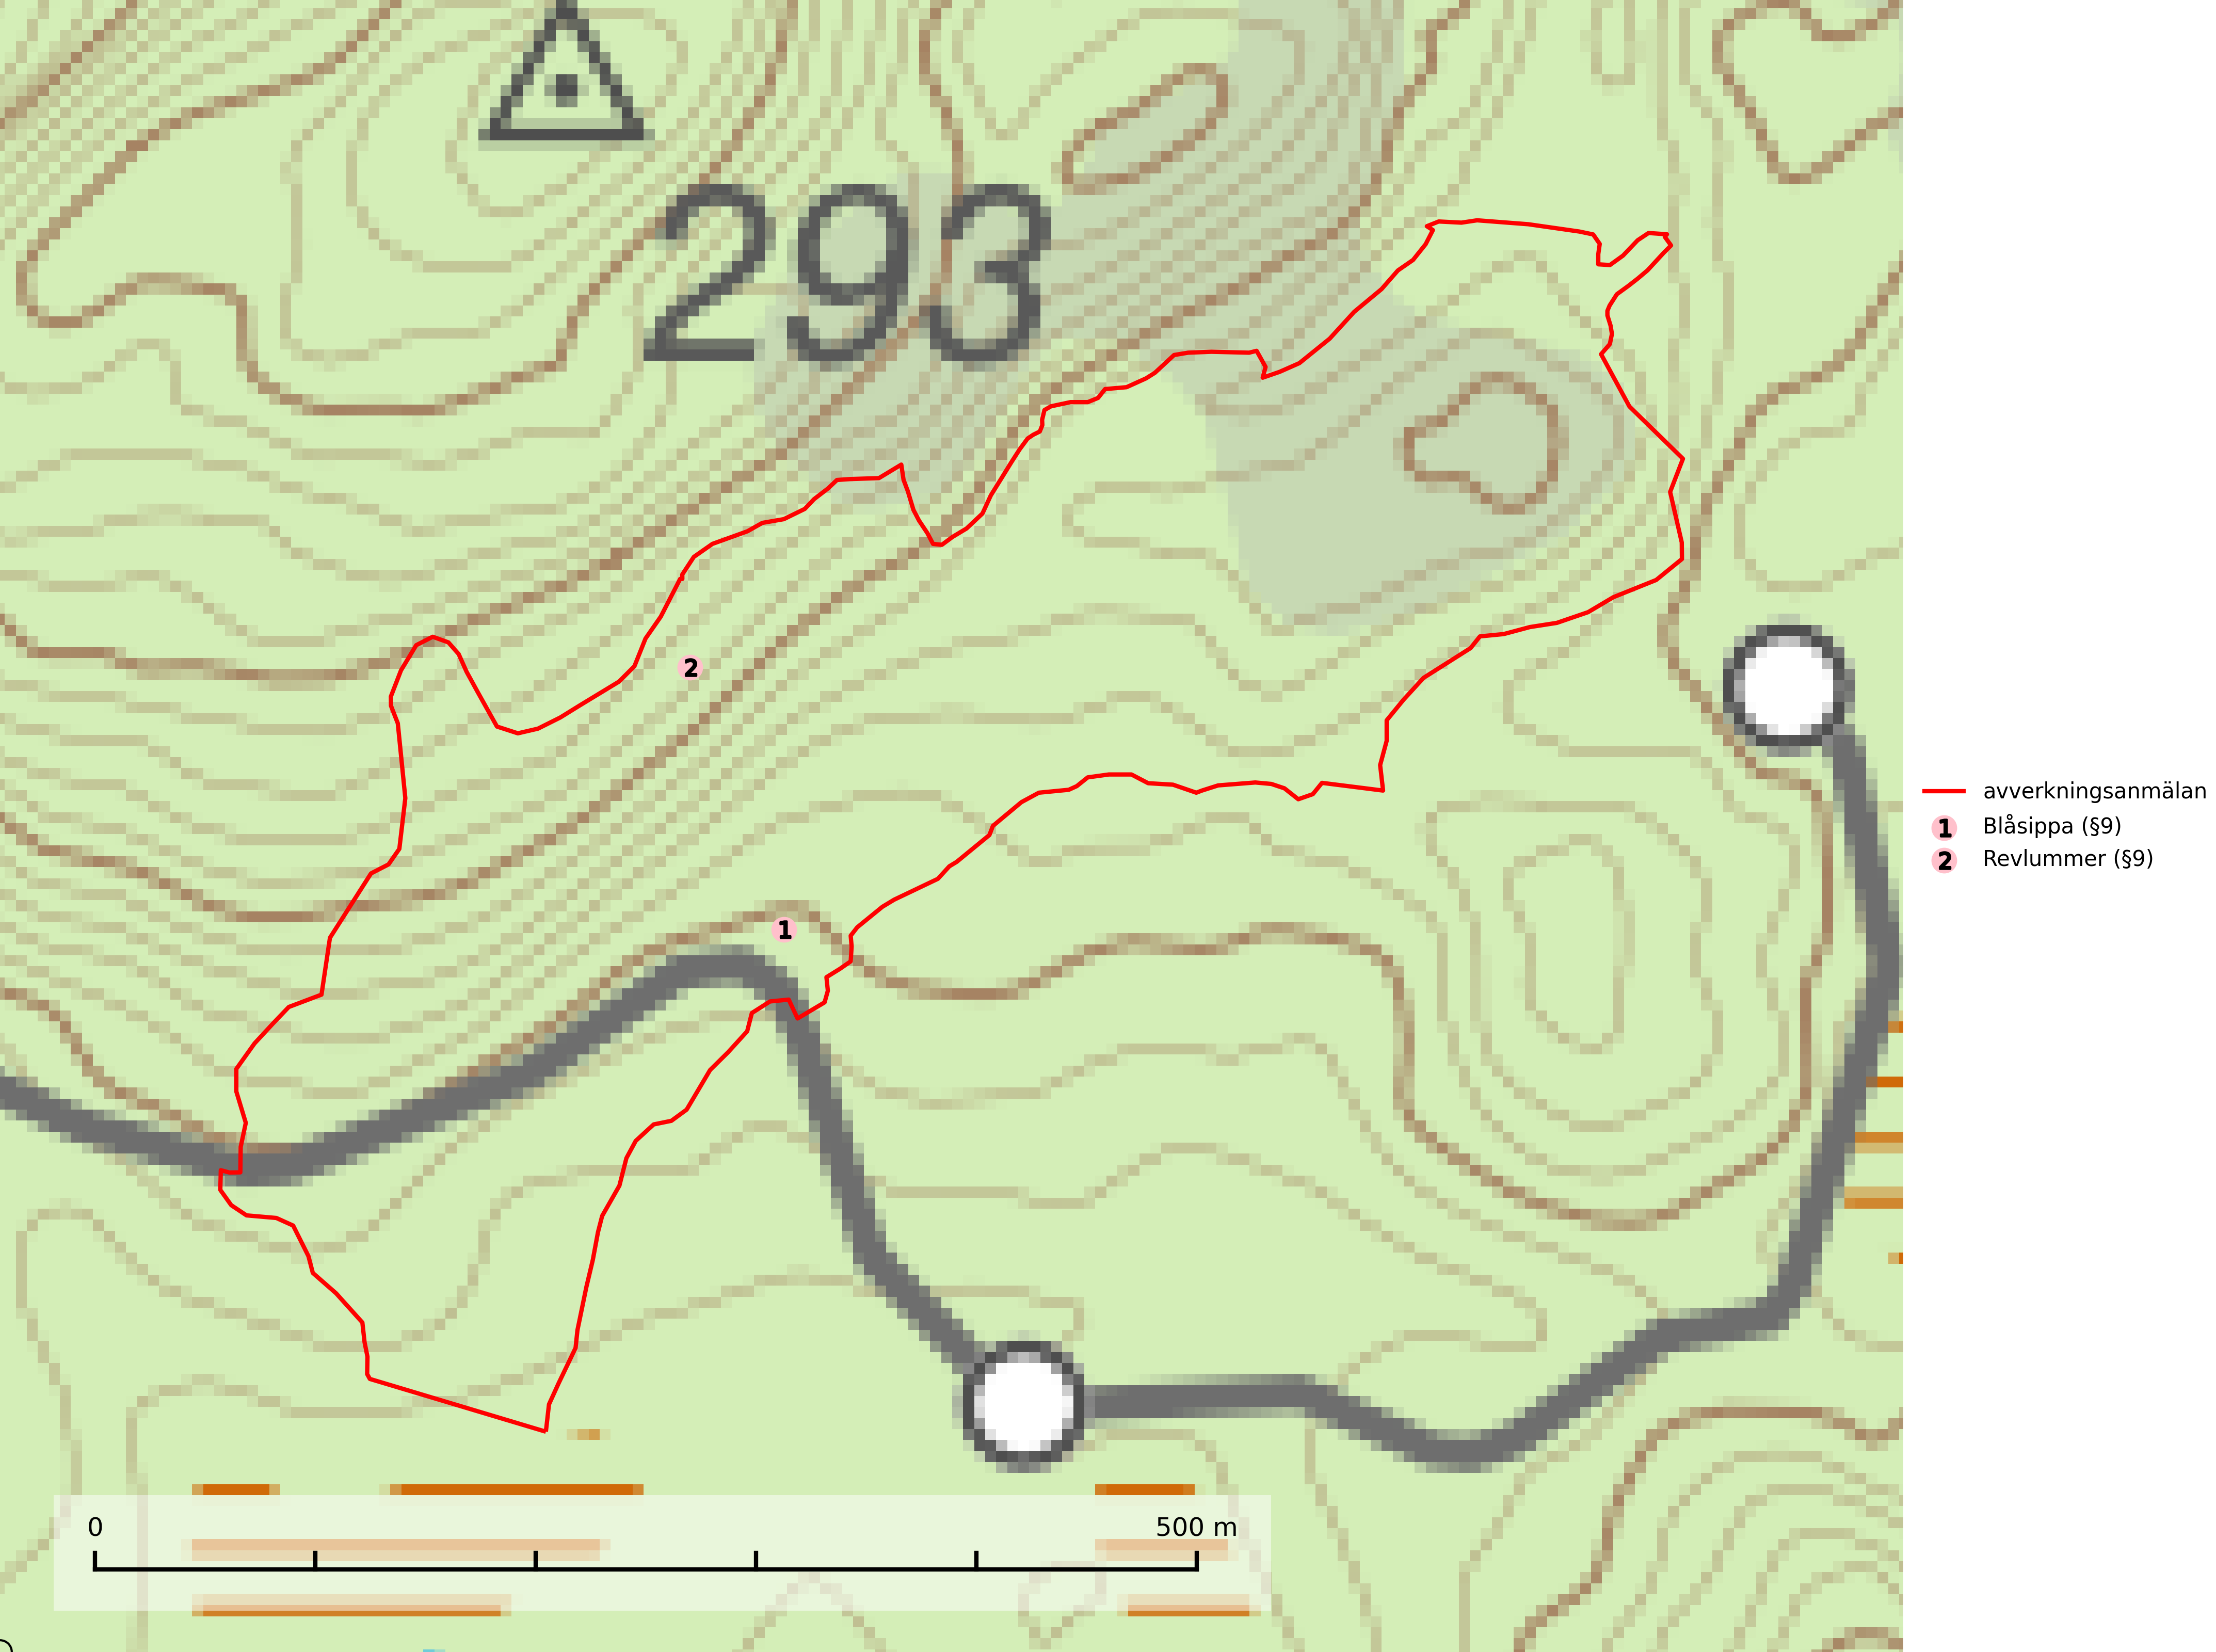 293
2
1
avverkningsanmälan
1 Blåsippa (§9)
2 Revlummer (§9)
0 500 m